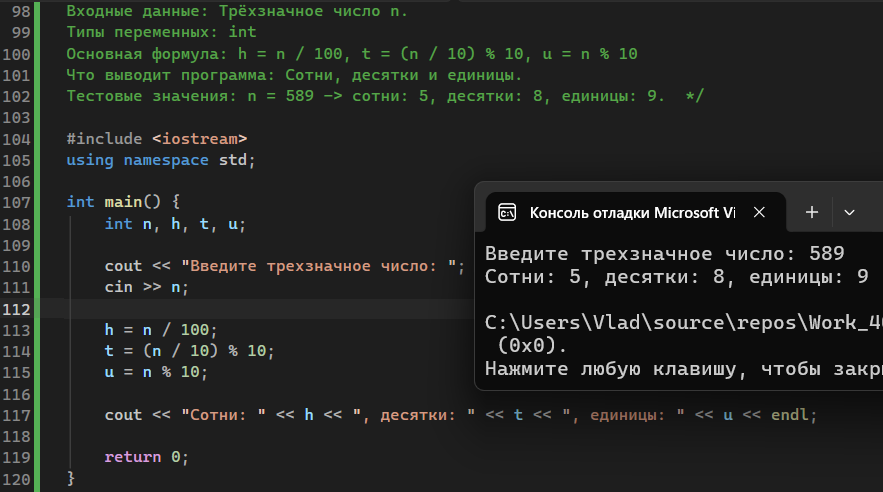 98 Входные данные: Трёхзначное число n.
99 Типы переменных: int
100 Основная формула: h = n / 100, t = (n / 10) % 10, u = n % 10
101 Что выводит программа: Сотни, десятки и единицы.
102 Тестовые значения: n = 589 -> сотни: 5, десятки: 8, единицы: 9.  */
103
104 #include <iostream>
105 using namespace std;
106
107 int main() {
108     int n, h, t, u;
109
110     cout << "Введите трехзначное число: ";
111     cin >> n;
112
113     h = n / 100;
114     t = (n / 10) % 10;
115     u = n % 10;
116
117     cout << "Сотни: " << h << ", десятки: " << t << ", единицы: " << u << endl;
118
119     return 0;
120 }
Консоль отладки Microsoft Vi
Введите трехзначное число: 589
Сотни: 5, десятки: 8, единицы: 9
C:\Users\Vlad\source\repos\Work_40
(0x0).
Нажмите любую клавишу, чтобы закры